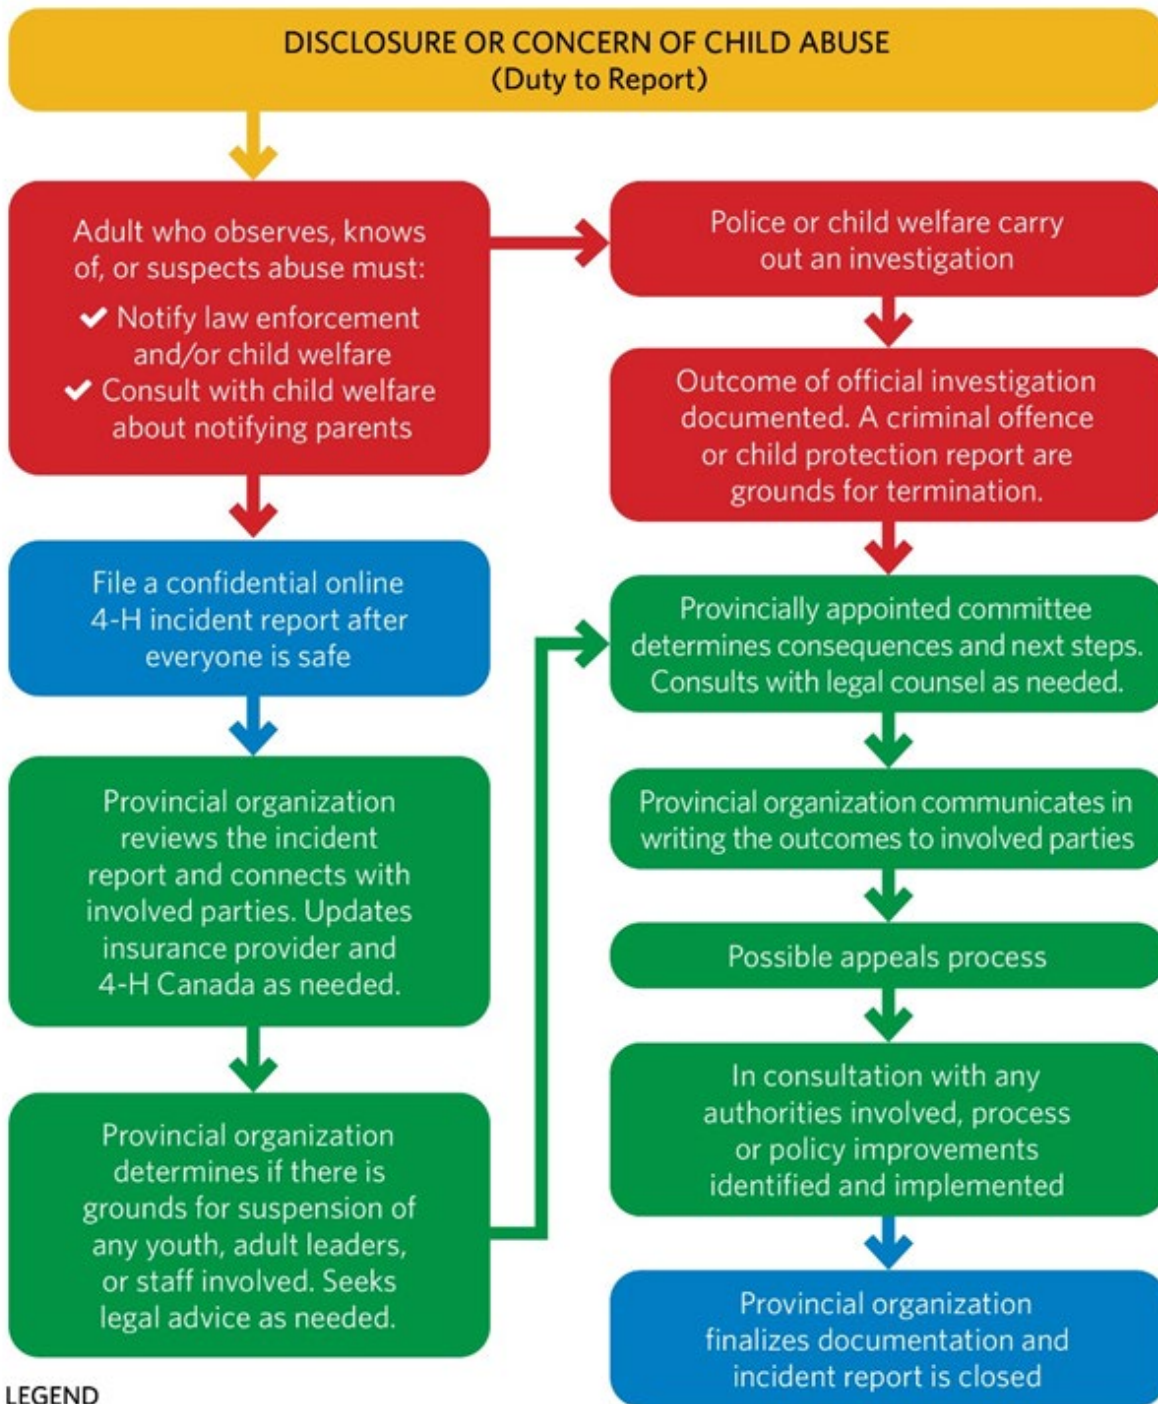 DISCLOSURE OR CONCERN OF CHILD ABUSE
(Duty to Report)
Adult who observes, knows
of, or suspects abuse must:
✔ Notify law enforcement
and/or child welfare
✔ Consult with child welfare
about notifying parents
File a confidential online
4-H incident report after
everyone is safe
Provincial organization
reviews the incident
report and connects with
involved parties. Updates
insurance provider and
4-H Canada as needed.
Provincial organization
determines if there is
grounds for suspension of
any youth, adult leaders,
or staff involved. Seeks
legal advice as needed.
Police or child welfare carry
out an investigation
Outcome of official investigation
documented. A criminal offence
or child protection report are
grounds for termination.
Provincially appointed committee
determines consequences and next steps.
Consults with legal counsel as needed.
Provincial organization communicates in
writing the outcomes to involved parties
Possible appeals process
In consultation with any
authorities involved, process
or policy improvements
identified and implemented
Provincial organization
finalizes documentation and
incident report is closed
LEGEND